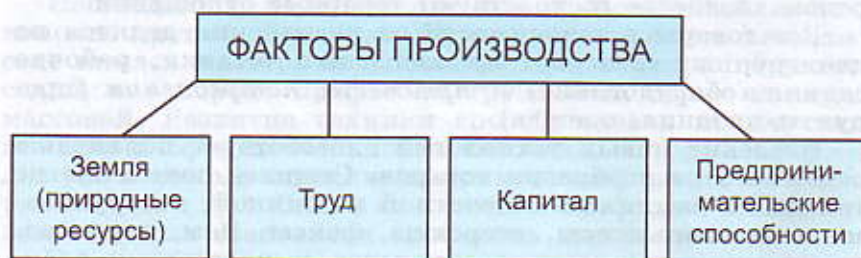 ФАКТОРЫ ПРОИЗВОДСТВА
Земля
(природные
ресурсы)
Труд
Капитал
Предприни-
мательские
способности